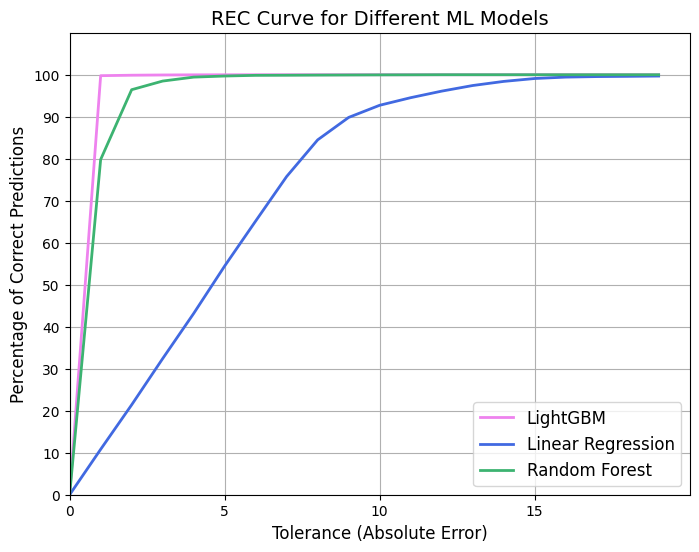 REC Curve for Different ML Models
Percentage of Correct Predictions
100
90
80
70
60
50
40
30
20
10
0
0
5
10
15
Tolerance (Absolute Error)
LightGBM
Linear Regression
Random Forest